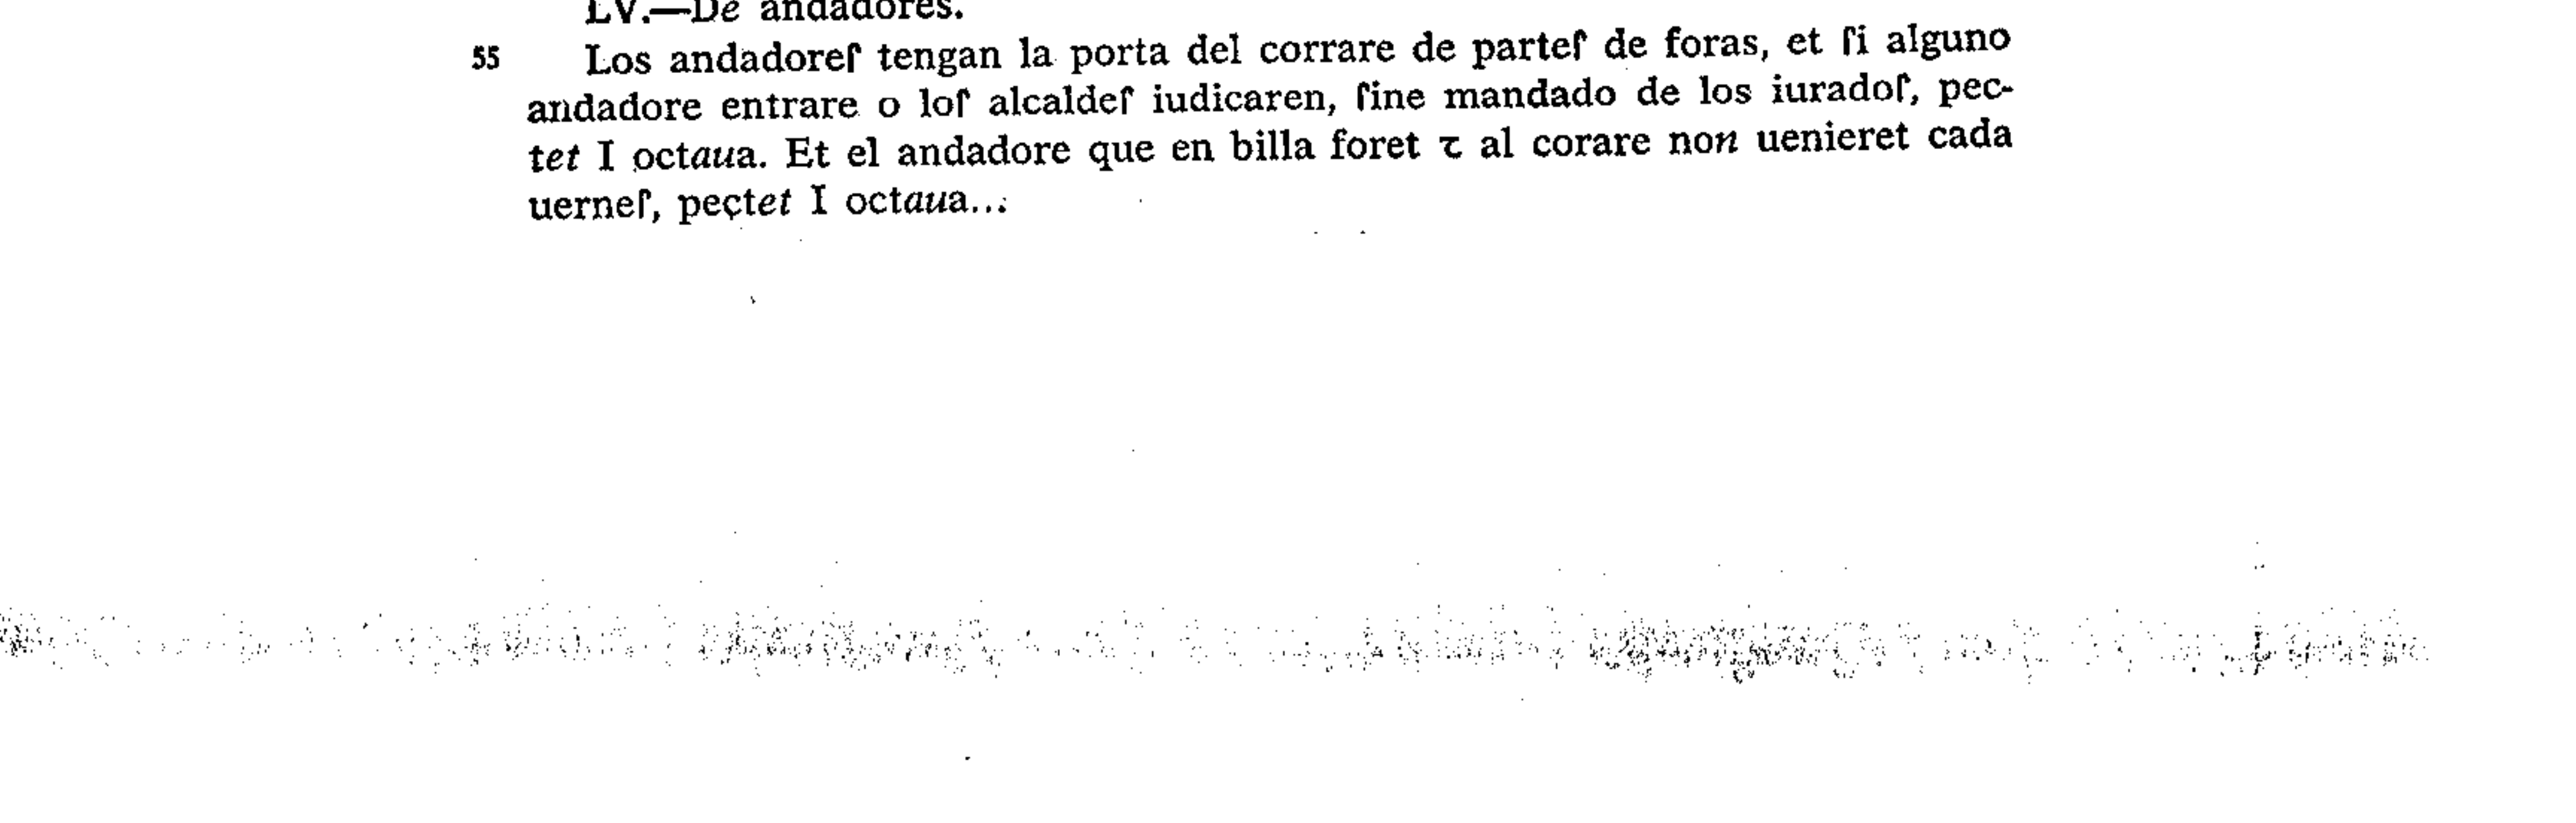 LV.—De andadores.
55 Los andadoreſ tengan la porta del corrare de parteſ de foras, et ſi alguno
andadore entrare o loſ alcaldeſ iudicaren, ſine mandado de los iuradoſ, pec-
tet I octaua. Et el andadore que en billa foret τ al corare non uenieret cada
uerneſ, pectet I octaua...